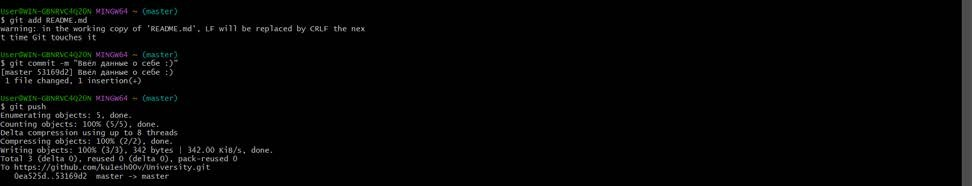 User@WIN-GBNRVC4Q2ON MINGW64 ~ (master)
$ git add README.md
warning: in the working copy of 'README.md', LF will be replaced by CRLF the nex
t time Git touches it
User@WIN-GBNRVC4Q2ON MINGW64 ~ (master)
$ git commit -m "Ввёл данные о себе :)"
[master 53169d2] Ввёл данные о себе :)
 1 file changed, 1 insertion(+)
User@WIN-GBNRVC4Q2ON MINGW64 ~ (master)
$ git push
Enumerating objects: 5, done.
Counting objects: 100% (5/5), done.
Delta compression using up to 8 threads
Compressing objects: 100% (2/2), done.
Writing objects: 100% (3/3), 342 bytes | 342.00 KiB/s, done.
Total 3 (delta 0), reused 0 (delta 0), pack-reused 0
To https://github.com/ku1esh00v/University.git
   0ea525d..53169d2  master -> master